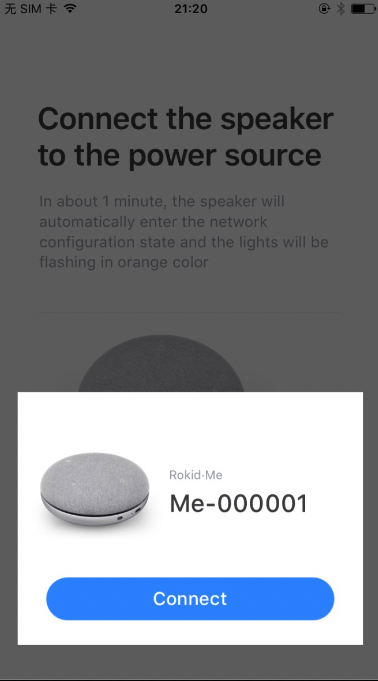 无 SIM 卡 21:20
Connect the speaker
to the power source
In about 1 minute, the speaker will
automatically enter the network
configuration state and the lights will be
flashing in orange color
Rokid·Me
Me-000001
Connect